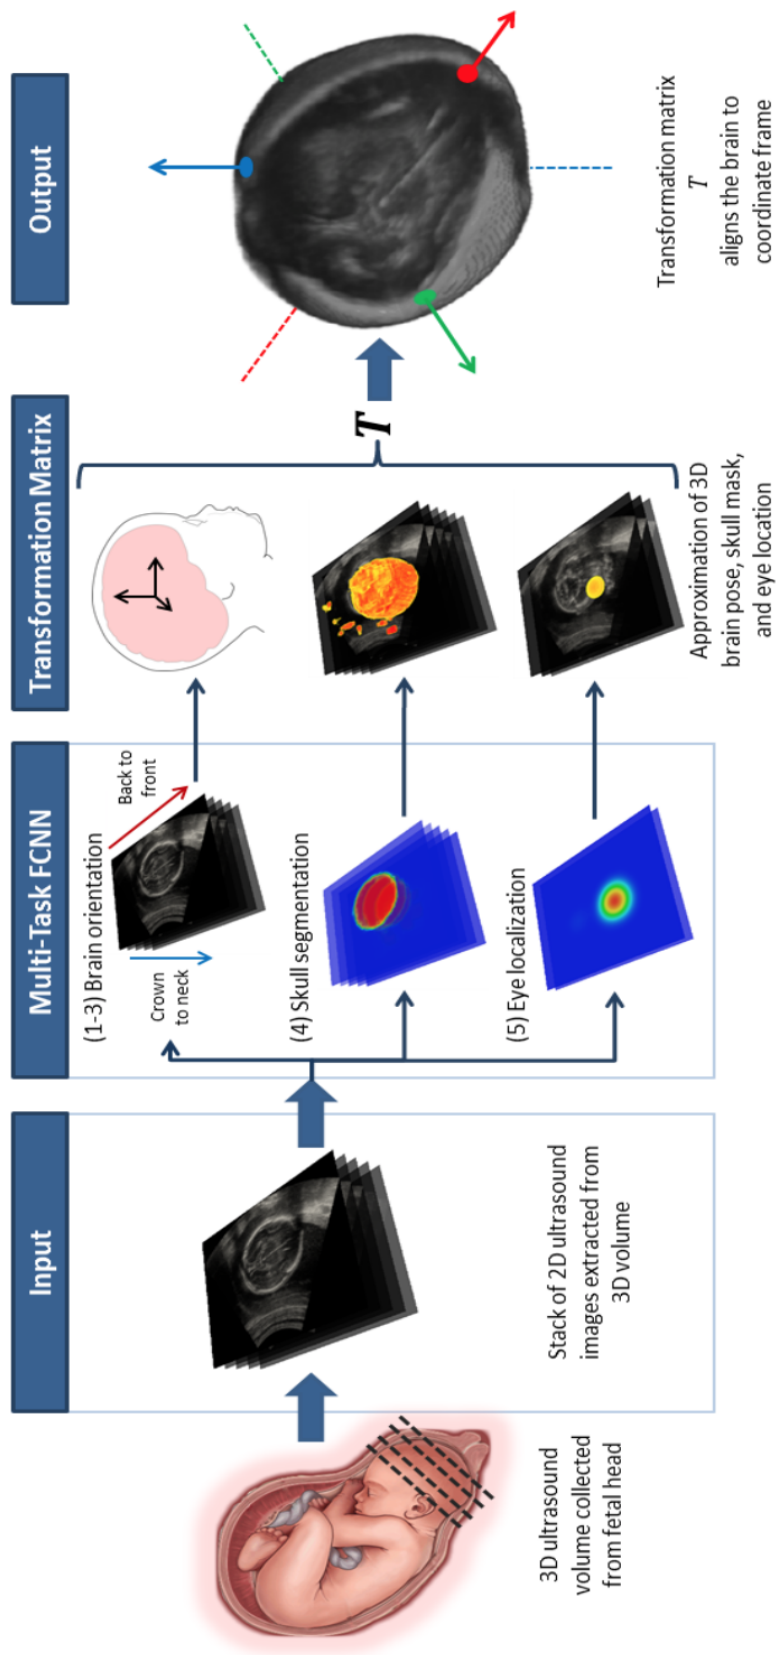 Input
Multi-Task FCNN
Transformation Matrix
Output
3D ultrasound
volume collected
from fetal head
Stack of 2D ultrasound
images extracted from
3D volume
(1-3) Brain orientation
Crown
to neck
Back to
front
(4) Skull segmentation
(5) Eye localization
Approximation of 3D
brain pose, skull mask,
and eye location
T
Transformation matrix
T
aligns the brain to
coordinate frame